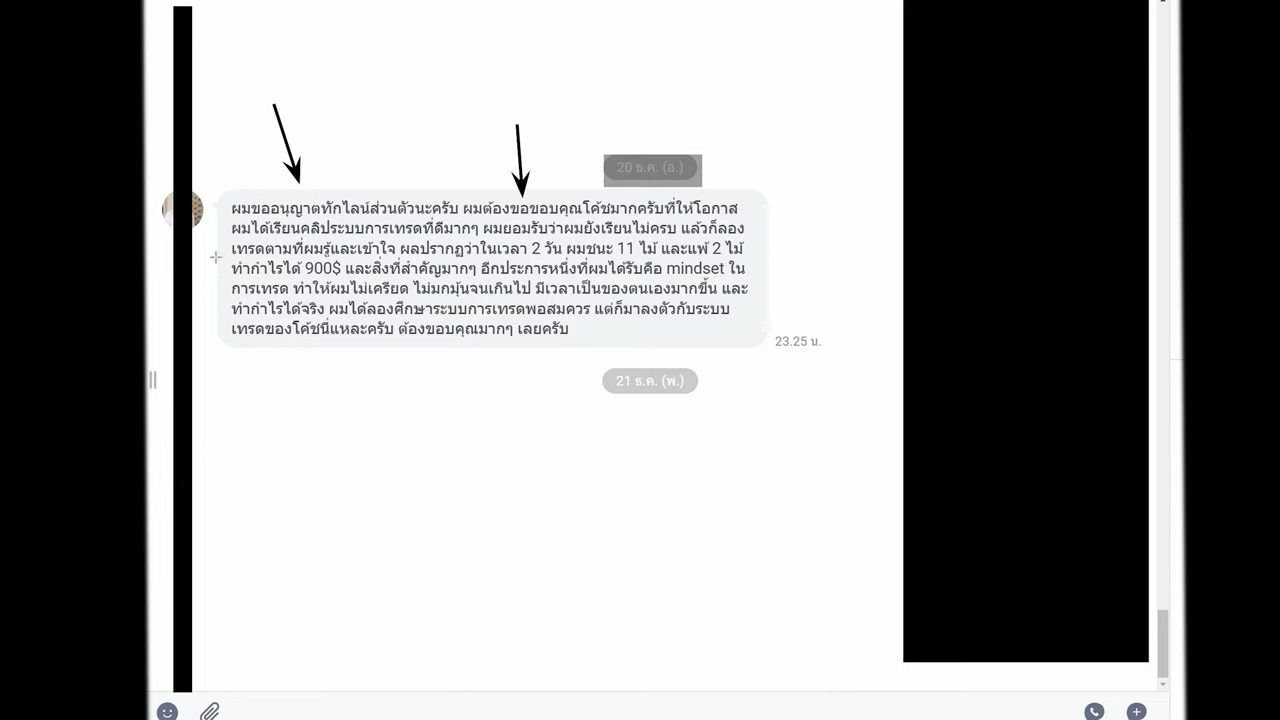 20 ธ.ค. (อ.)
ผมขออนุญาตทักไลน์ส่วนตัวนะครับ ผมต้องขอขอบคุณโค้ชมากครับที่ให้โอกาส
ผมได้เรียนคลิประบบการเทรดที่ดีมากๆ ผมยอมรับว่าผมยังเรียนไม่ครบ แล้วก็ลอง
เทรดตามที่ผมรู้และเข้าใจ ผลปรากฏว่าในเวลา 2 วัน ผมชนะ 11 ไม้ และแพ้ 2 ไม้
ทำกำไรได้ 900$ และสิ่งที่สำคัญมากๆ อีกประการหนึ่งที่ผมได้รับคือ mindset ใน
การเทรด ทำให้ผมไม่เครียด ไม่มกมุ้นจนเกินไป มีเวลาเป็นของตนเองมากขึ้น และ
ทำกำไรได้จริง ผมได้ลองศึกษาระบบการเทรดพอสมควร แต่ก็มาลงตัวกับระบบ
เทรดของโค้ชนี่แหละครับ ต้องขอบคุณมากๆ เลยครับ
23.25 น.
21 ธ.ค. (พ.)